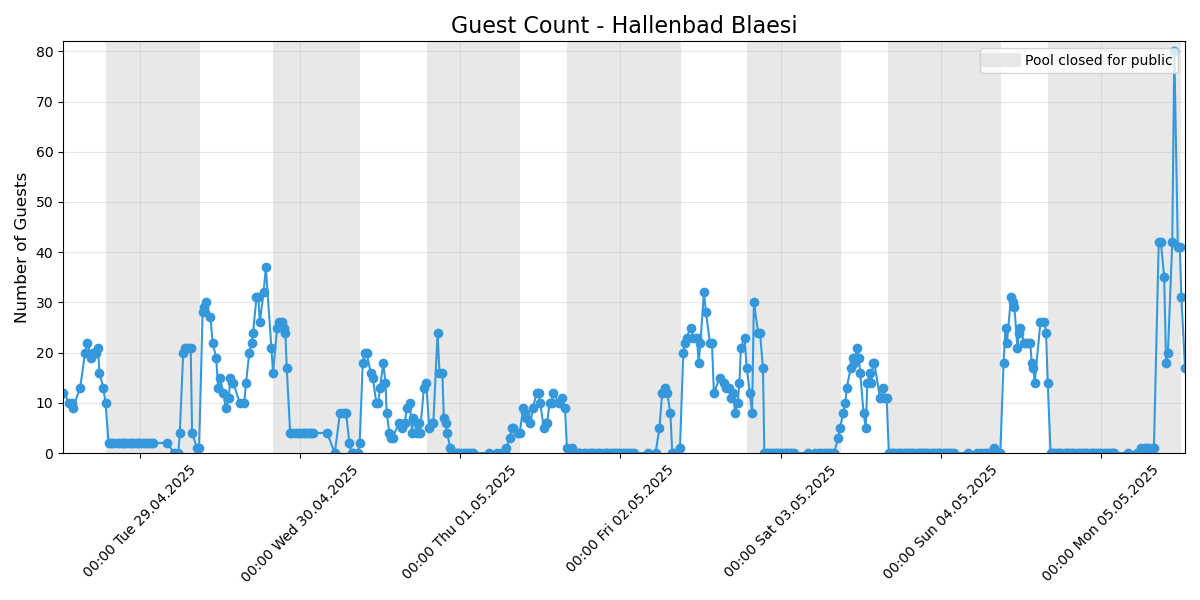 Guest Count - Hallenbad Blaesi
Number of Guests
80
70
60
50
40
30
20
10
0
Pool closed for public
00:00 Tue 29.04.2025
00:00 Wed 30.04.2025
00:00 Thu 01.05.2025
00:00 Fri 02.05.2025
00:00 Sat 03.05.2025
00:00 Sun 04.05.2025
00:00 Mon 05.05.2025